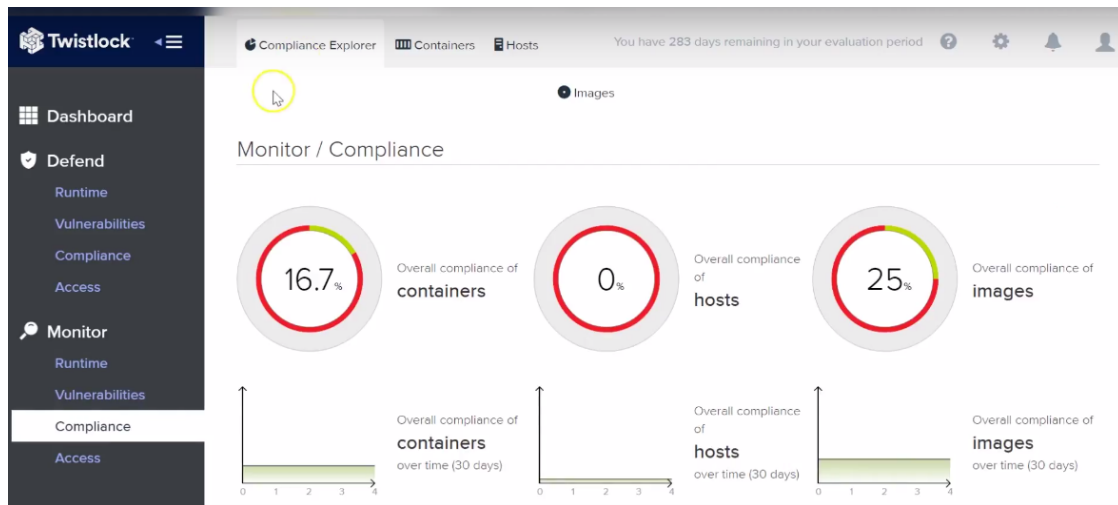 Twistlock
Compliance Explorer
Containers
Hosts
You have 283 days remaining in your evaluation period
Images
Dashboard
Defend
Runtime
Vulnerabilities
Compliance
Access
Monitor
Runtime
Vulnerabilities
Compliance
Access
Monitor / Compliance
16.7%
Overall compliance of
containers
0%
Overall compliance
of
hosts
25%
Overall compliance of
images
Overall compliance of
containers
over time (30 days)
0 1 2 3 4
Overall compliance
of
hosts
over time (30 days)
0 1 2 3 4
Overall compliance of
images
over time (30 days)
0 1 2 3 4